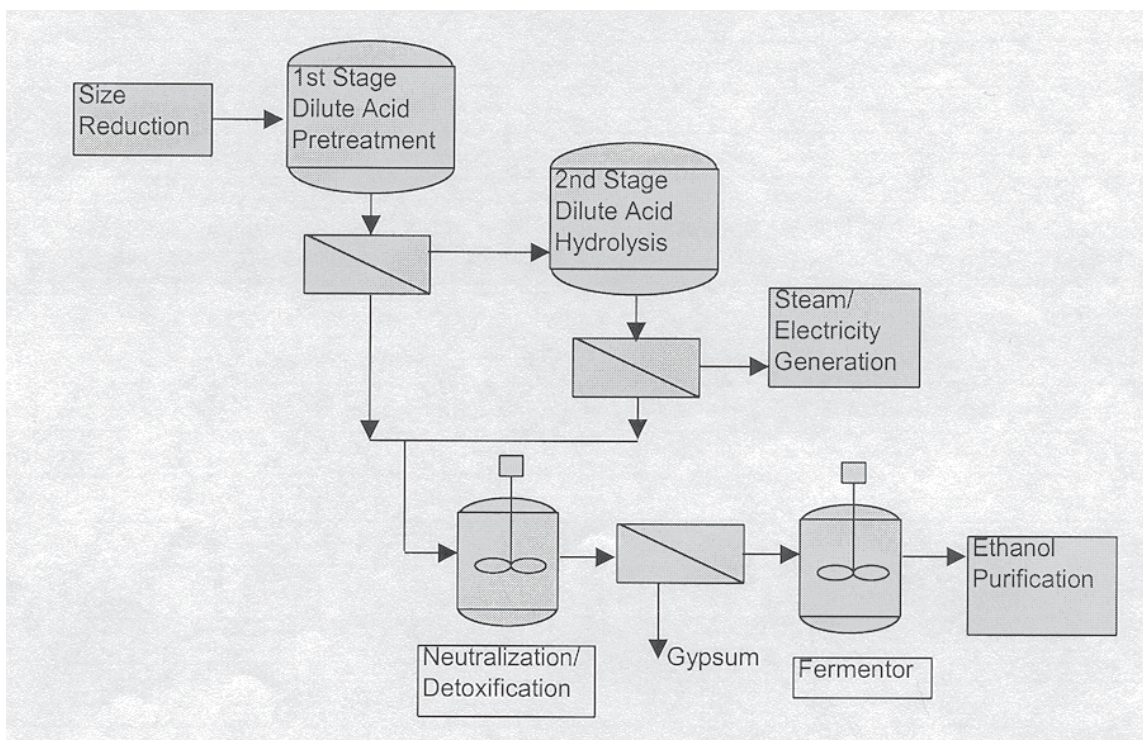 Size
Reduction
1st Stage
Dilute Acid
Pretreatment
2nd Stage
Dilute Acid
Hydrolysis
Steam/
Electricity
Generation
Neutralization/
Detoxification
Gypsum
Fermentor
Ethanol
Purification